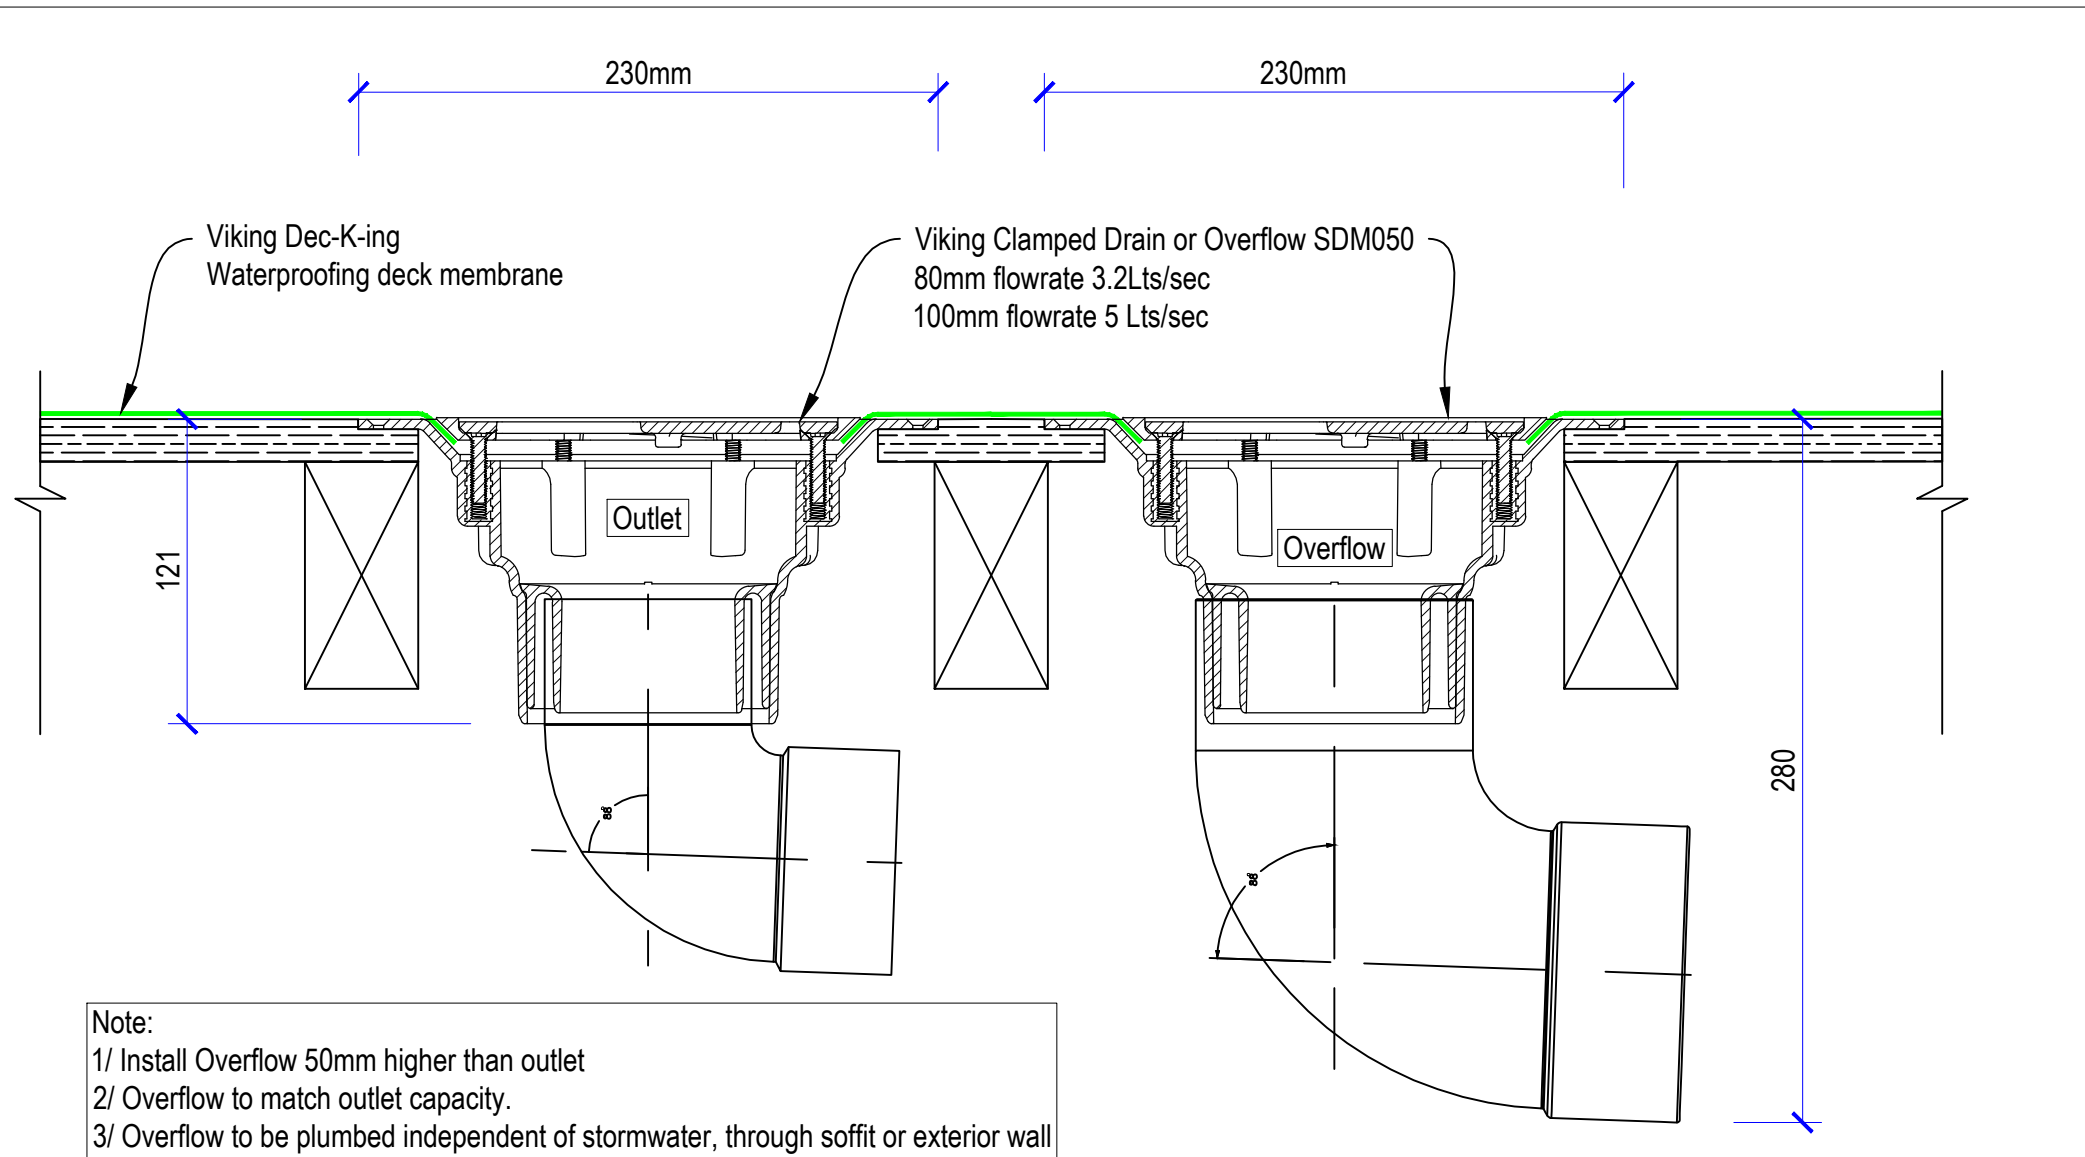 230mm
230mm
Viking Dec-K-ing
Waterproofing deck membrane
Viking Clamped Drain or Overflow SDM050
80mm flowrate 3.2Lts/sec
100mm flowrate 5 Lts/sec
Outlet
Overflow
121
280
88°
88°
Note:
1/ Install Overflow 50mm higher than outlet
2/ Overflow to match outlet capacity.
3/ Overflow to be plumbed independent of stormwater, through soffit or exterior wall